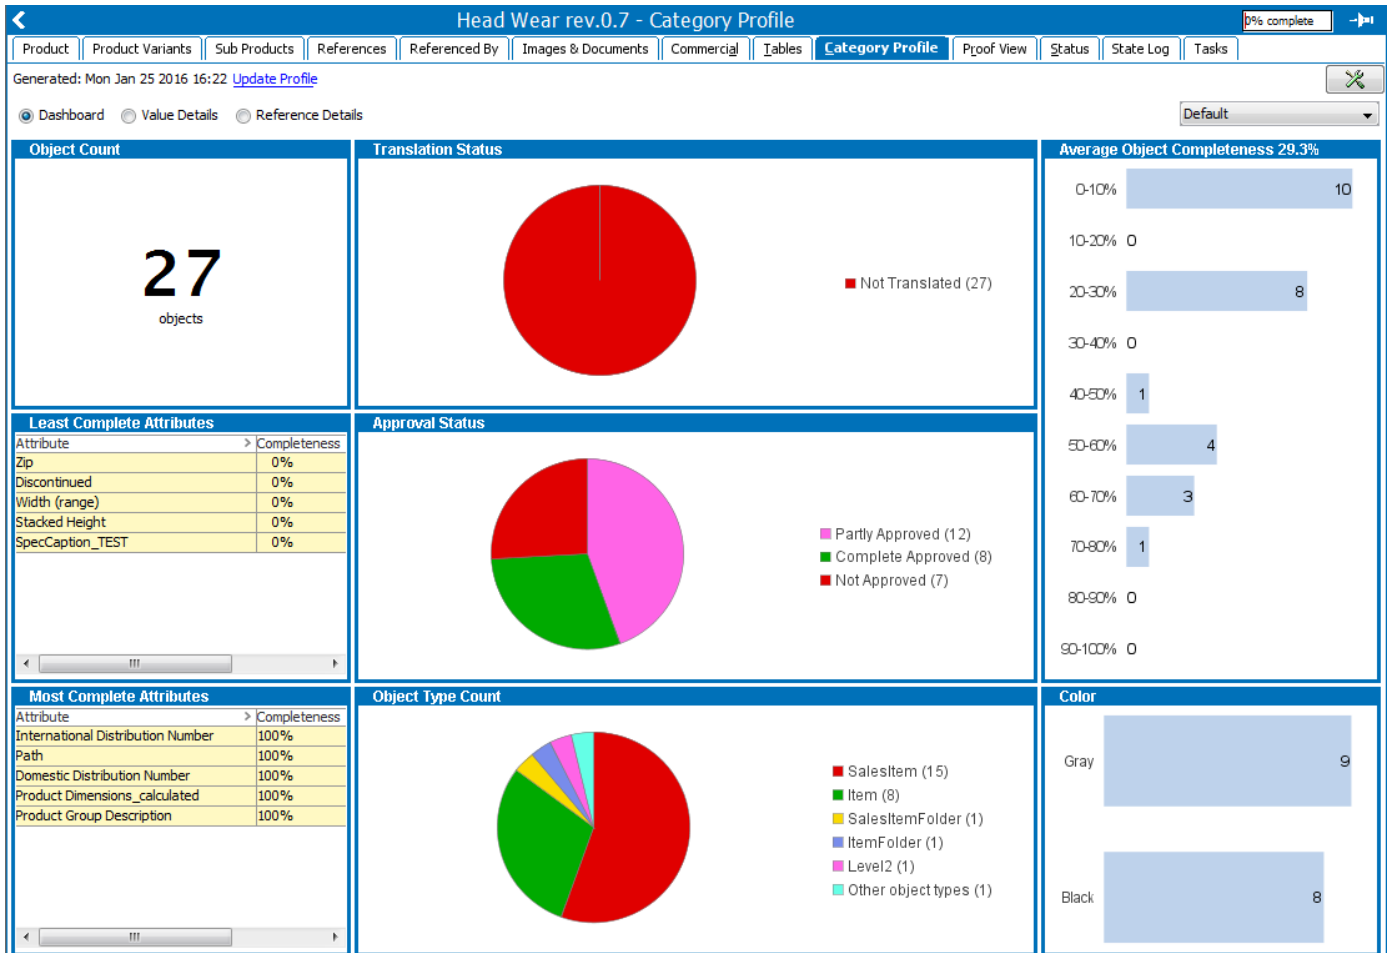 Head Wear rev.0.7 - Category Profile
0% complete
Product Product Variants Sub Products References Referenced By Images & Documents Commercial Tables Category Profile Proof View Status State Log Tasks
Generated: Mon Jan 25 2016 16:22 Update Profile
Dashboard Value Details Reference Details
Default
Object Count
27
objects
Translation Status
Not Translated (27)
Average Object Completeness 29.3%
0-10% 10
10-20% 0
20-30% 8
30-40% 0
40-50% 1
50-60% 4
60-70% 3
70-80% 1
80-90% 0
90-100% 0
Least Complete Attributes
Attribute > Completeness
Zip 0%
Discontinued 0%
Width (range) 0%
Stacked Height 0%
SpecCaption_TEST 0%
Approval Status
Partly Approved (12)
Complete Approved (8)
Not Approved (7)
Most Complete Attributes
Attribute > Completeness
International Distribution Number 100%
Path 100%
Domestic Distribution Number 100%
Product Dimensions_calculated 100%
Product Group Description 100%
Object Type Count
SalesItem (15)
Item (8)
SalesItemFolder (1)
ItemFolder (1)
Level2 (1)
Other object types (1)
Color
Gray 9
Black 8